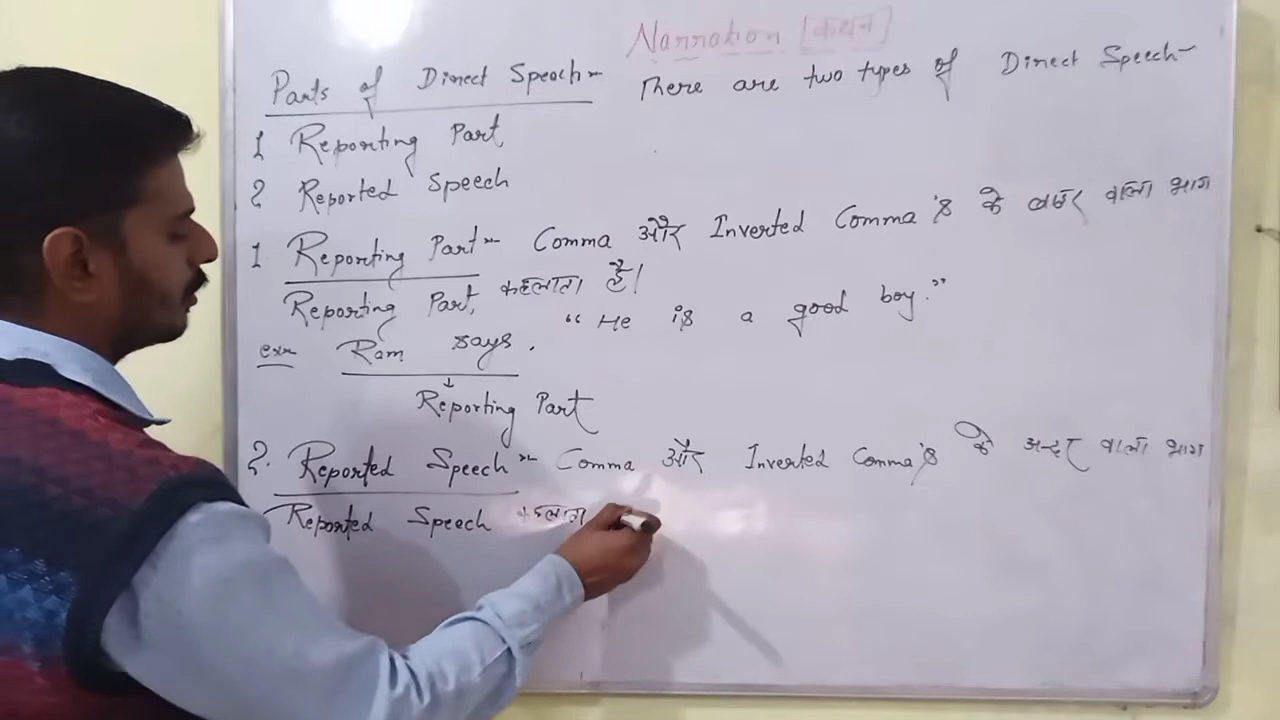 Narration [कथन]
Parts of Direct Speech:- There are two types of Direct Speech-
1 Reporting Part
2 Reported Speech
1. Reporting Part:- Comma और Inverted Comma's के बाहर वाला भाग
Reporting Part, कहलाता है।
ex:- Ram says, "He is a good boy."
↓
Reporting Part
2. Reported Speech:- Comma और Inverted Comma's के अन्दर वाला भाग
Reported Speech कहलाता